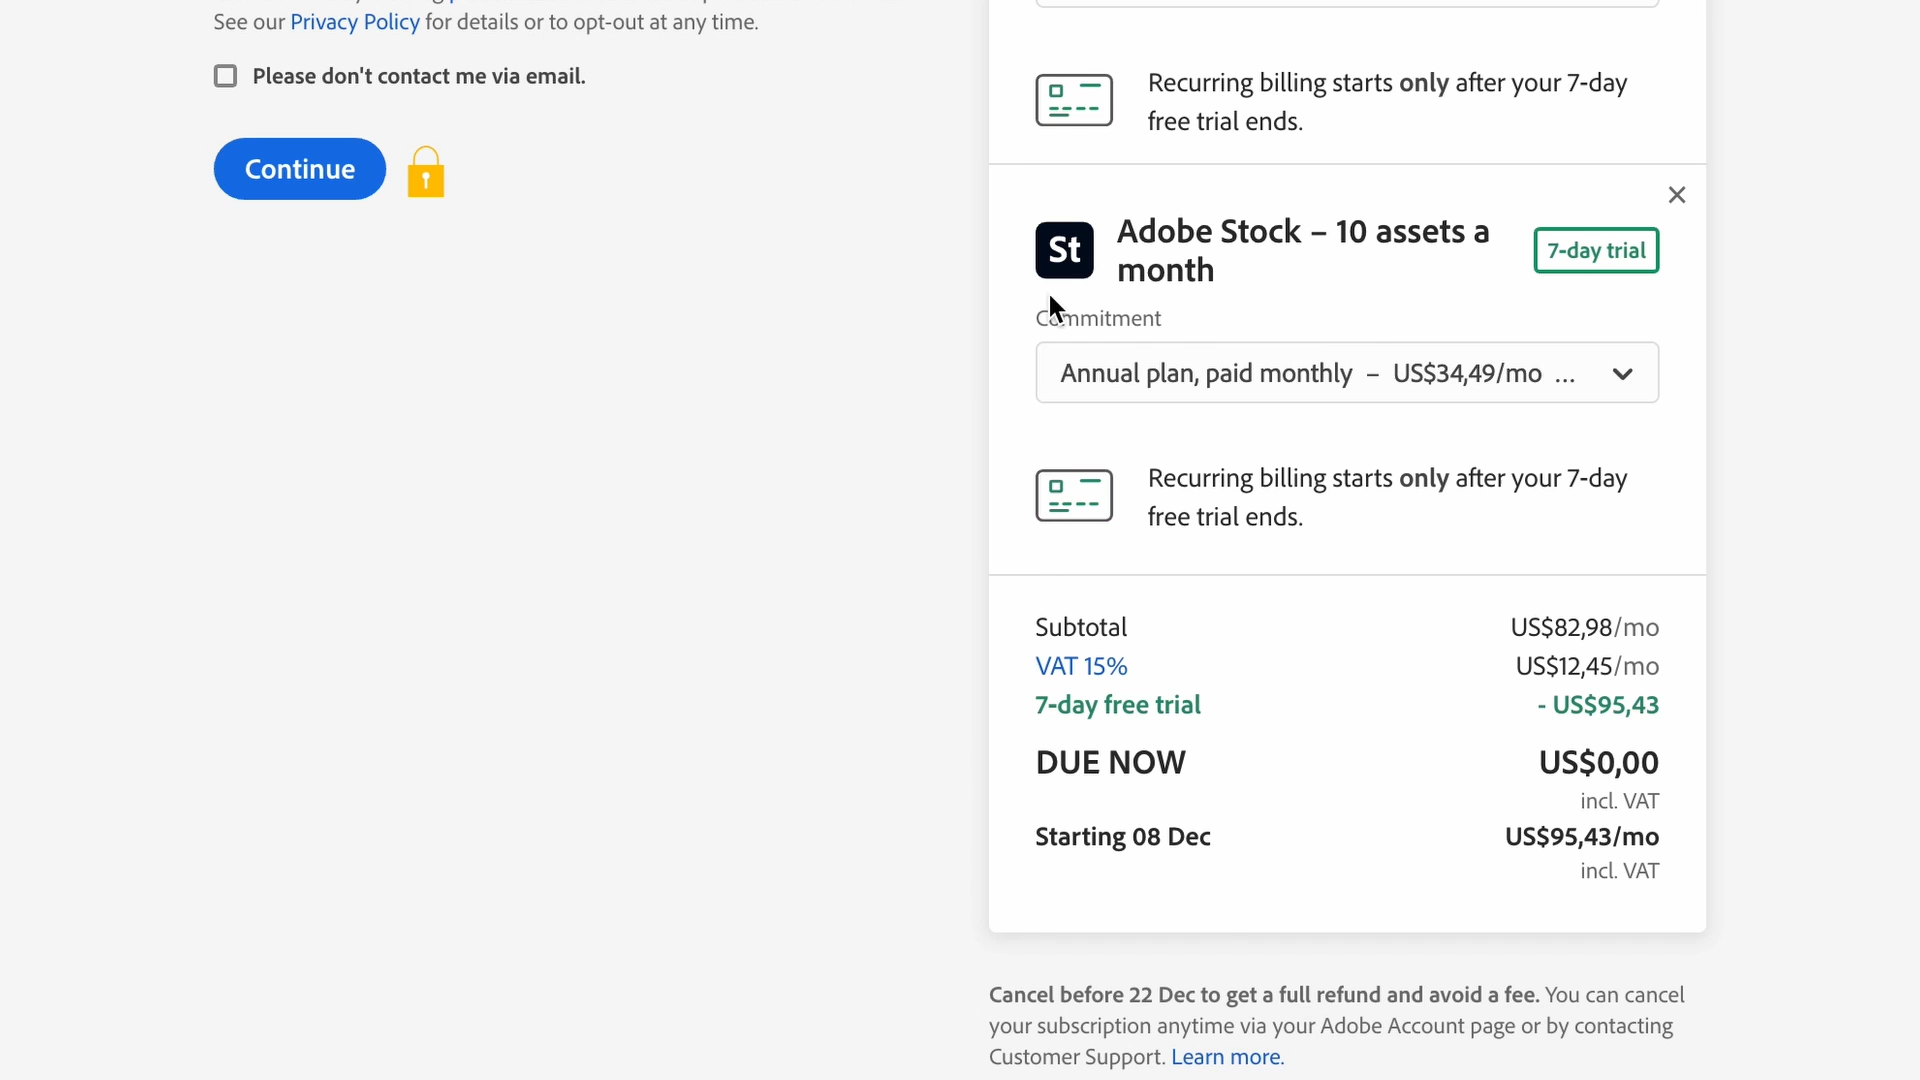 See our Privacy Policy for details or to opt-out at any time.
Please don't contact me via email.
Continue
Recurring billing starts only after your 7-day
free trial ends.
St
Adobe Stock – 10 assets a
month
7-day trial
Commitment
Annual plan, paid monthly – US$34,49/mo ...
Recurring billing starts only after your 7-day
free trial ends.
Subtotal US$82,98/mo
VAT 15% US$12,45/mo
7-day free trial - US$95,43
DUE NOW US$0,00
incl. VAT
Starting 08 Dec US$95,43/mo
incl. VAT
Cancel before 22 Dec to get a full refund and avoid a fee. You can cancel
your subscription anytime via your Adobe Account page or by contacting
Customer Support. Learn more.